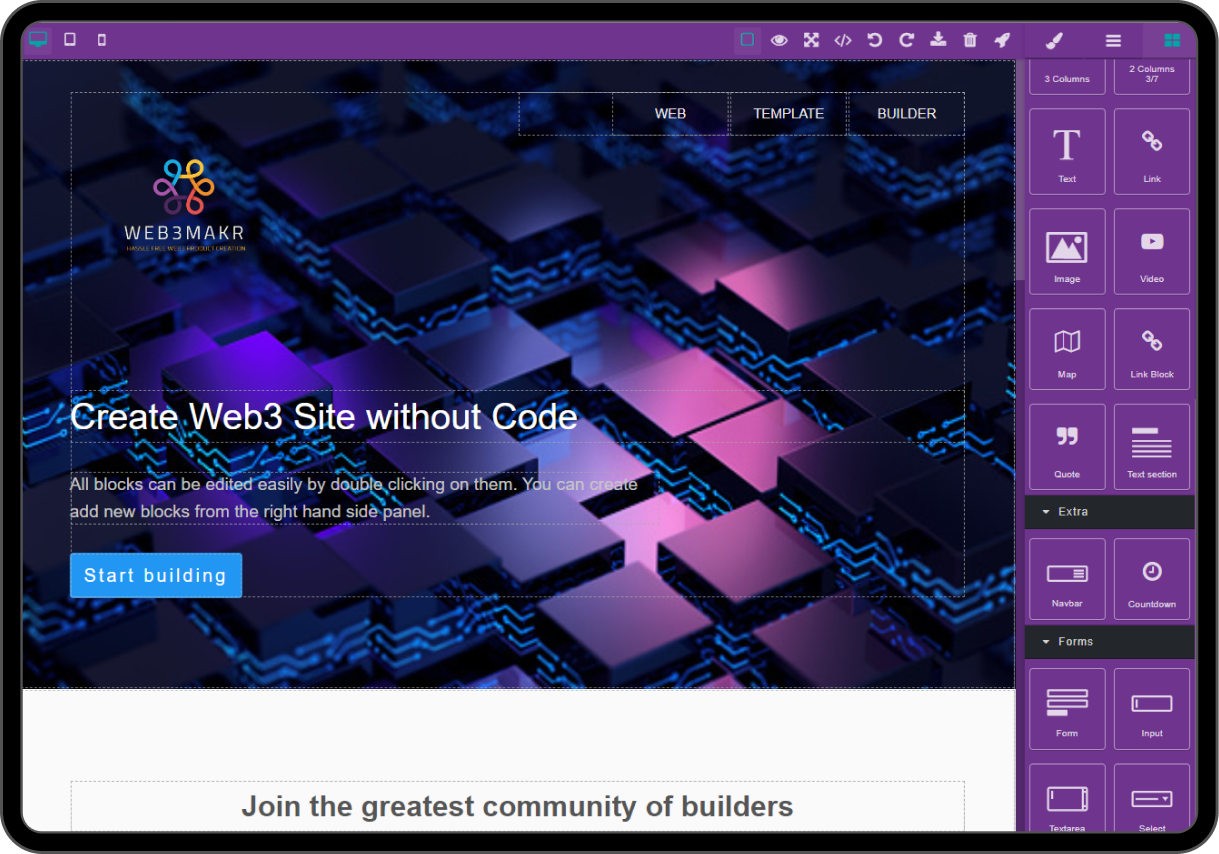 WEB
TEMPLATE
BUILDER
WEB3MAKR
HASSLE FREE WEB3 PRODUCT CREATION
Create Web3 Site without Code
All blocks can be edited easily by double clicking on them. You can create
add new blocks from the right hand side panel.
Start building
Join the greatest community of builders
3 Columns
2 Columns
3/7
Text
Link
Image
Video
Map
Link Block
Quote
Text section
Extra
Navbar
Countdown
Forms
Form
Input
Textarea
Select